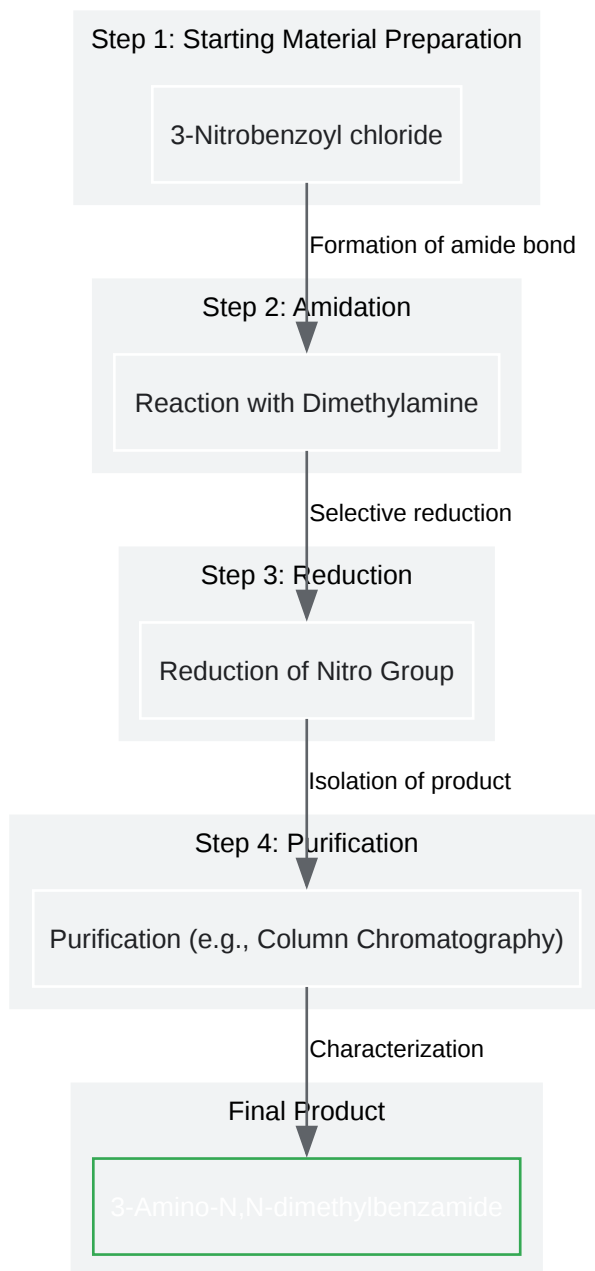 Step 1: Starting Material Preparation
3-Nitrobenzoyl chloride
Formation of amide bond
Step 2: Amidation
Reaction with Dimethylamine
Selective reduction
Step 3: Reduction
Reduction of Nitro Group
Isolation of product
Step 4: Purification
Purification (e.g., Column Chromatography)
Characterization
Final Product
3-Amino-N,N-dimethylbenzamide